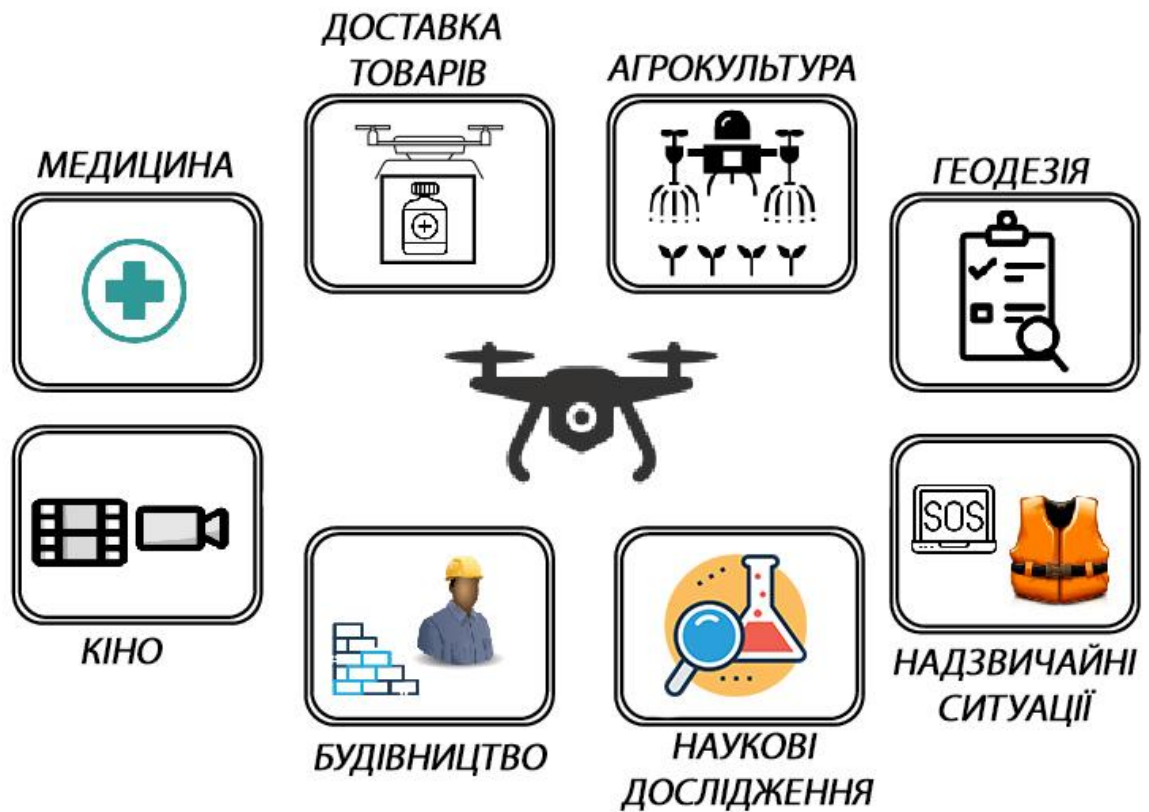 ДОСТАВКА
ТОВАРІВ
АГРОКУЛЬТУРА
МЕДИЦИНА
ГЕОДЕЗІЯ
SOS
КІНО
НАДЗВИЧАЙНІ
СИТУАЦІЇ
БУДІВНИЦТВО
НАУКОВІ
ДОСЛІДЖЕННЯ